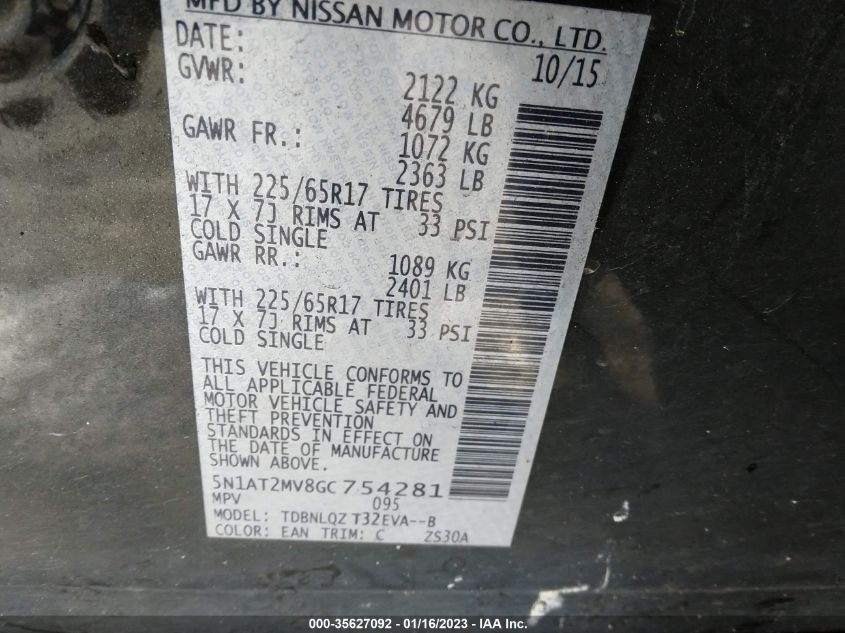 MFD BY NISSAN MOTOR CO., LTD.
DATE: 10/15
GVWR: 2122 KG
4679 LB
GAWR FR.: 1072 KG
2363 LB
WITH 225/65R17 TIRES
17 X 7J RIMS AT 33 PSI
COLD SINGLE
GAWR RR.: 1089 KG
2401 LB
WITH 225/65R17 TIRES
17 X 7J RIMS AT 33 PSI
COLD SINGLE
THIS VEHICLE CONFORMS TO
ALL APPLICABLE FEDERAL
MOTOR VEHICLE SAFETY AND
THEFT PREVENTION
STANDARDS IN EFFECT ON
THE DATE OF MANUFACTURE
SHOWN ABOVE.
5N1AT2MV8GC754281
MPV 095
MODEL: TDBNLQZ T32EVA--B
COLOR: EAN TRIM: C ZS30A
000-35627092 - 01/16/2023 - IAA Inc.